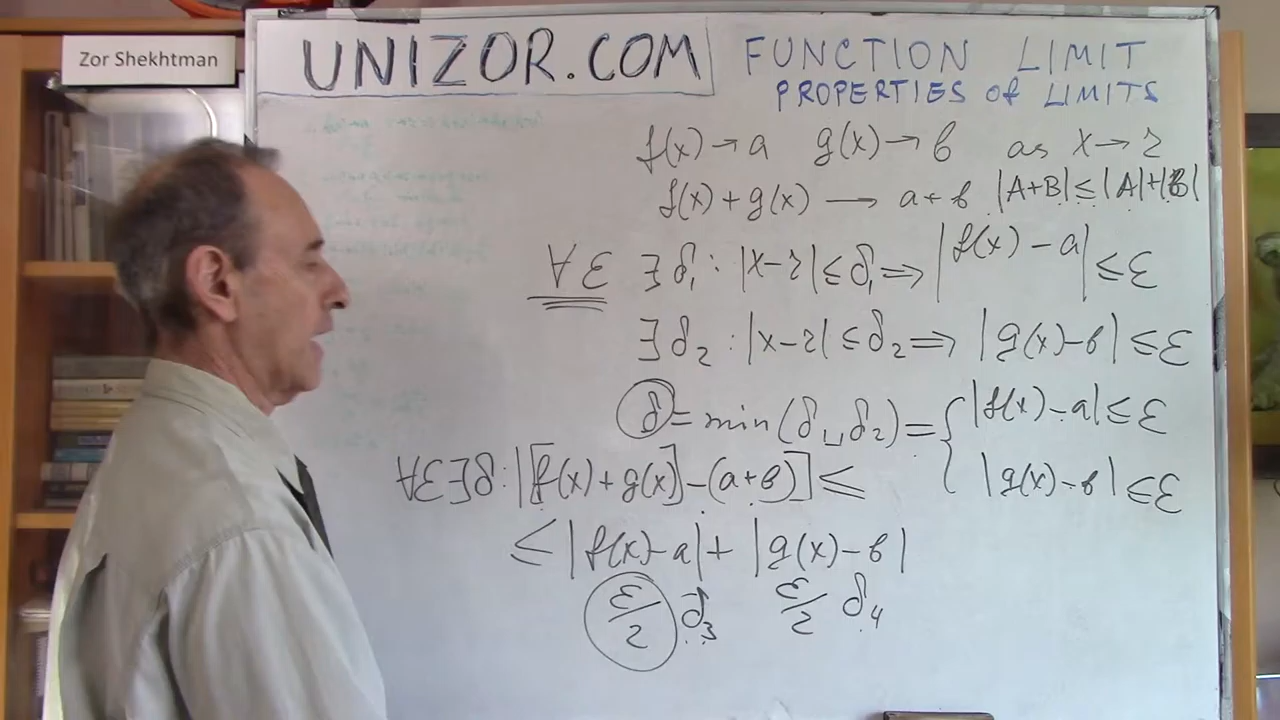 Zor Shekhtman
UNIZOR.COM
FUNCTION LIMIT
PROPERTIES of LIMITS
f(x)→a g(x)→b as x→r
f(x)+g(x) → a+b |A+B|≤|A|+|B|
∀ε ∃δ₁: |x-r|≤δ₁⇒ |f(x)-a|≤ε
∃δ₂: |x-r|≤δ₂⇒ |g(x)-b|≤ε
δ=min(δ₁,δ₂)= { |f(x)-a|≤ε
|g(x)-b|≤ε
∀ε∃δ: |[f(x)+g(x)]-(a+b)]≤
≤|f(x)-a|+|g(x)-b|
ε/2 δ₃ ε/2 δ₄